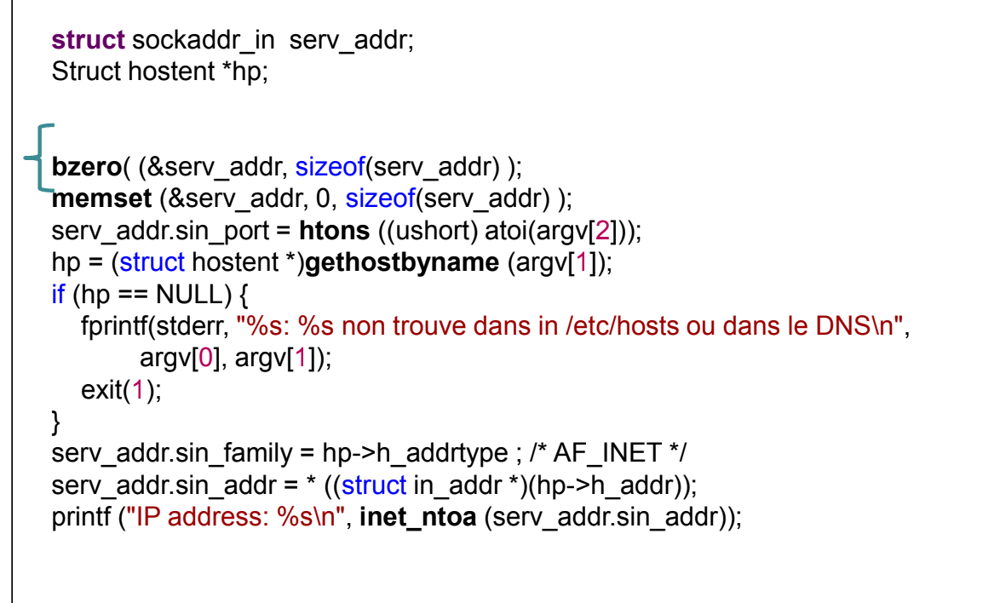 struct sockaddr_in  serv_addr;
Struct hostent *hp;
bzero( (&serv_addr, sizeof(serv_addr) );
memset (&serv_addr, 0, sizeof(serv_addr) );
serv_addr.sin_port = htons ((ushort) atoi(argv[2]));
hp = (struct hostent *)gethostbyname (argv[1]);
if (hp == NULL) {
fprintf(stderr, "%s: %s non trouve dans in /etc/hosts ou dans le DNS\n",
argv[0], argv[1]);
exit(1);
}
serv_addr.sin_family = hp->h_addrtype ; /* AF_INET */
serv_addr.sin_addr = * ((struct in_addr *)(hp->h_addr));
printf ("IP address: %s\n", inet_ntoa (serv_addr.sin_addr));